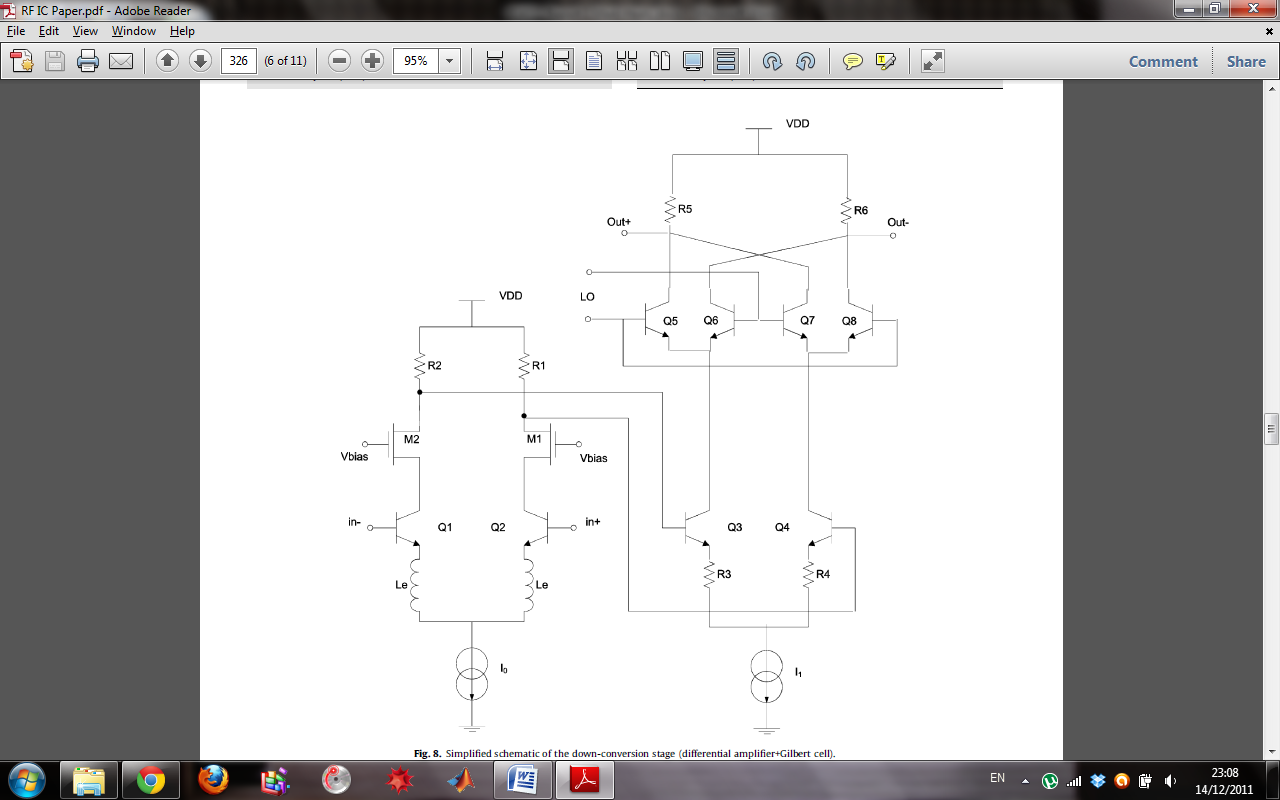 RF IC Paper.pdf - Adobe Reader
File Edit View Window Help
326 (6 of 11) 95% Comment Share
VDD
R5 R6
Out+ Out-
LO
Q5 Q6 Q7 Q8
VDD
R2 R1
M2 M1
Vbias Vbias
in- Q1 Q2 in+
Q3 Q4
Le Le
R3 R4
I0
I1
Fig. 8. Simplified schematic of the down-conversion stage (differential amplifier+Gilbert cell).
EN
23:08
14/12/2011